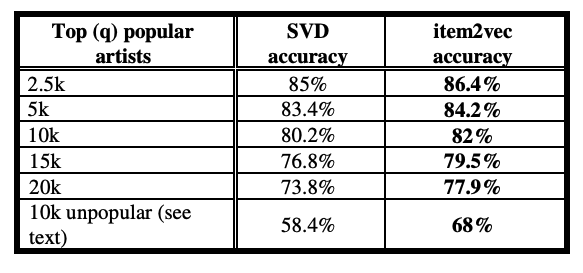 Top (q) popular artists SVD accuracy item2vec accuracy
2.5k 85% 86.4%
5k 83.4% 84.2%
10k 80.2% 82%
15k 76.8% 79.5%
20k 73.8% 77.9%
10k unpopular (see text) 58.4% 68%